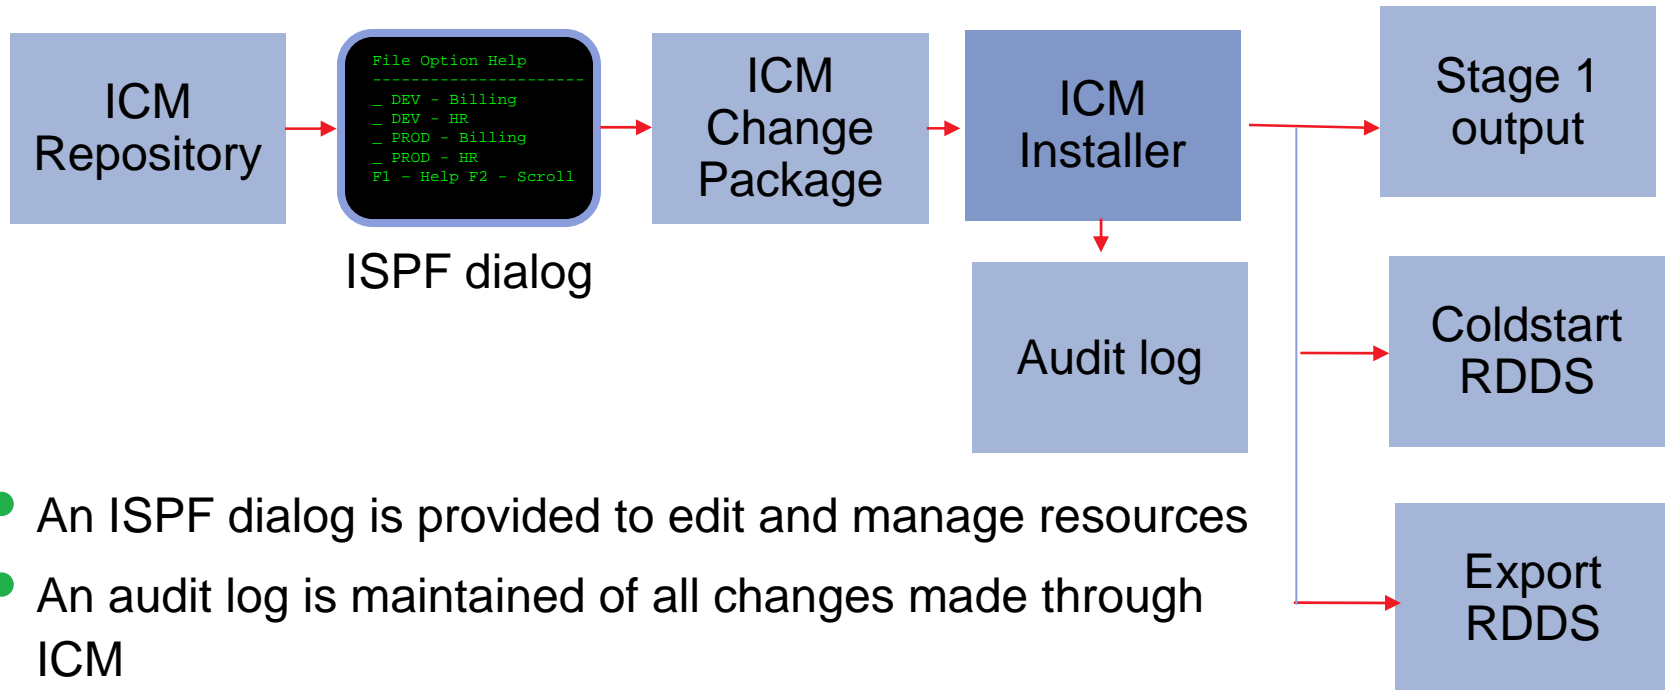 ICM
Repository
File Option Help
----------------------
_ DEV - Billing
_ DEV - HR
_ PROD - Billing
_ PROD - HR
F1 - Help F2 - Scroll
ISPF dialog
ICM
Change
Package
ICM
Installer
Audit log
Stage 1
output
Coldstart
RDDS
Export
RDDS
An ISPF dialog is provided to edit and manage resources
An audit log is maintained of all changes made through
ICM